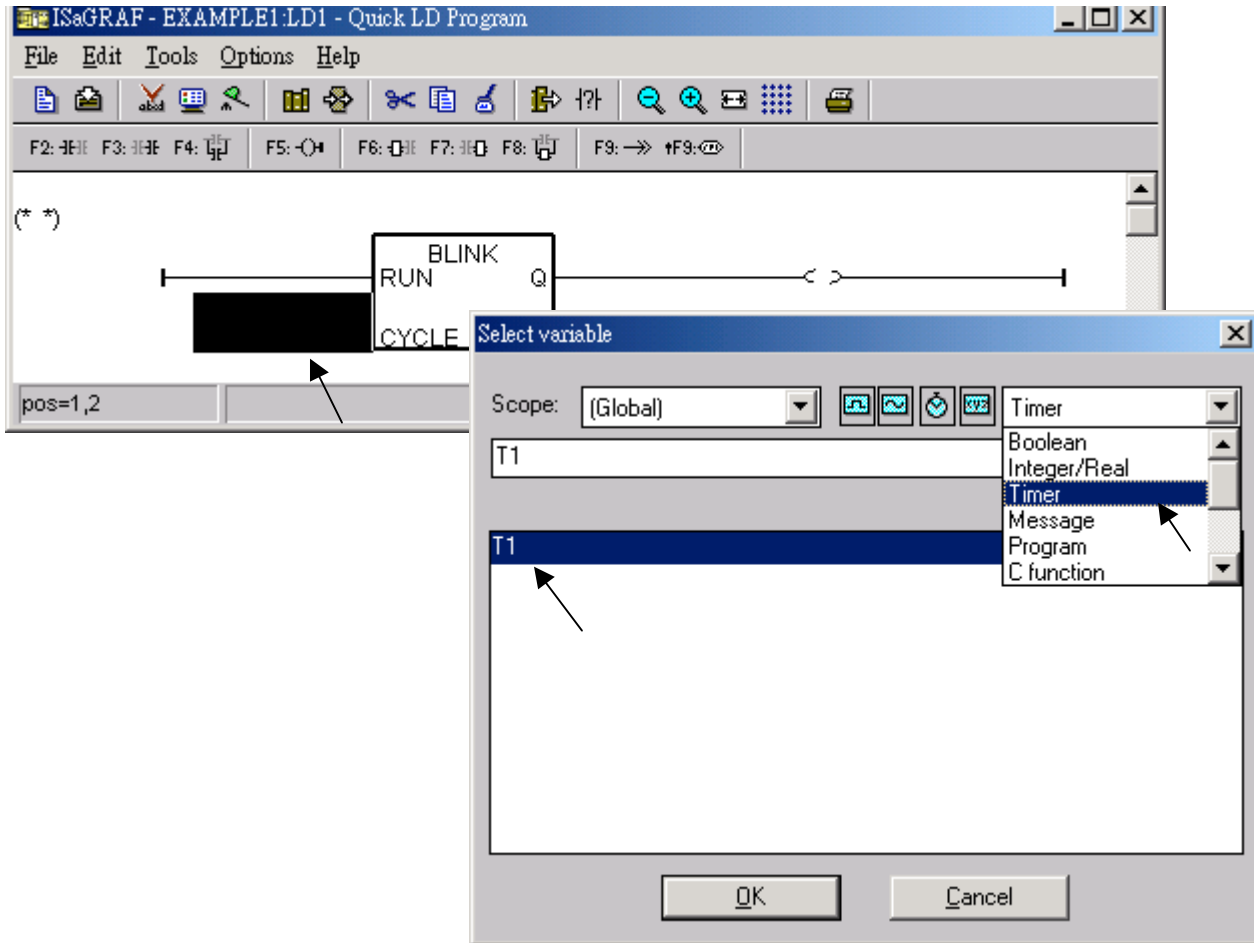 ISaGRAF - EXAMPLE1:LD1 - Quick LD Program
File Edit Tools Options Help
F2: F3: F4: F5: F6: F7: F8: F9: F9:
(* *)
BLINK
RUN Q
CYCLE
pos=1,2
Select variable
Scope: (Global) xyz Timer
T1
Boolean
Integer/Real
Timer
Message
Program
C function
T1
OK Cancel